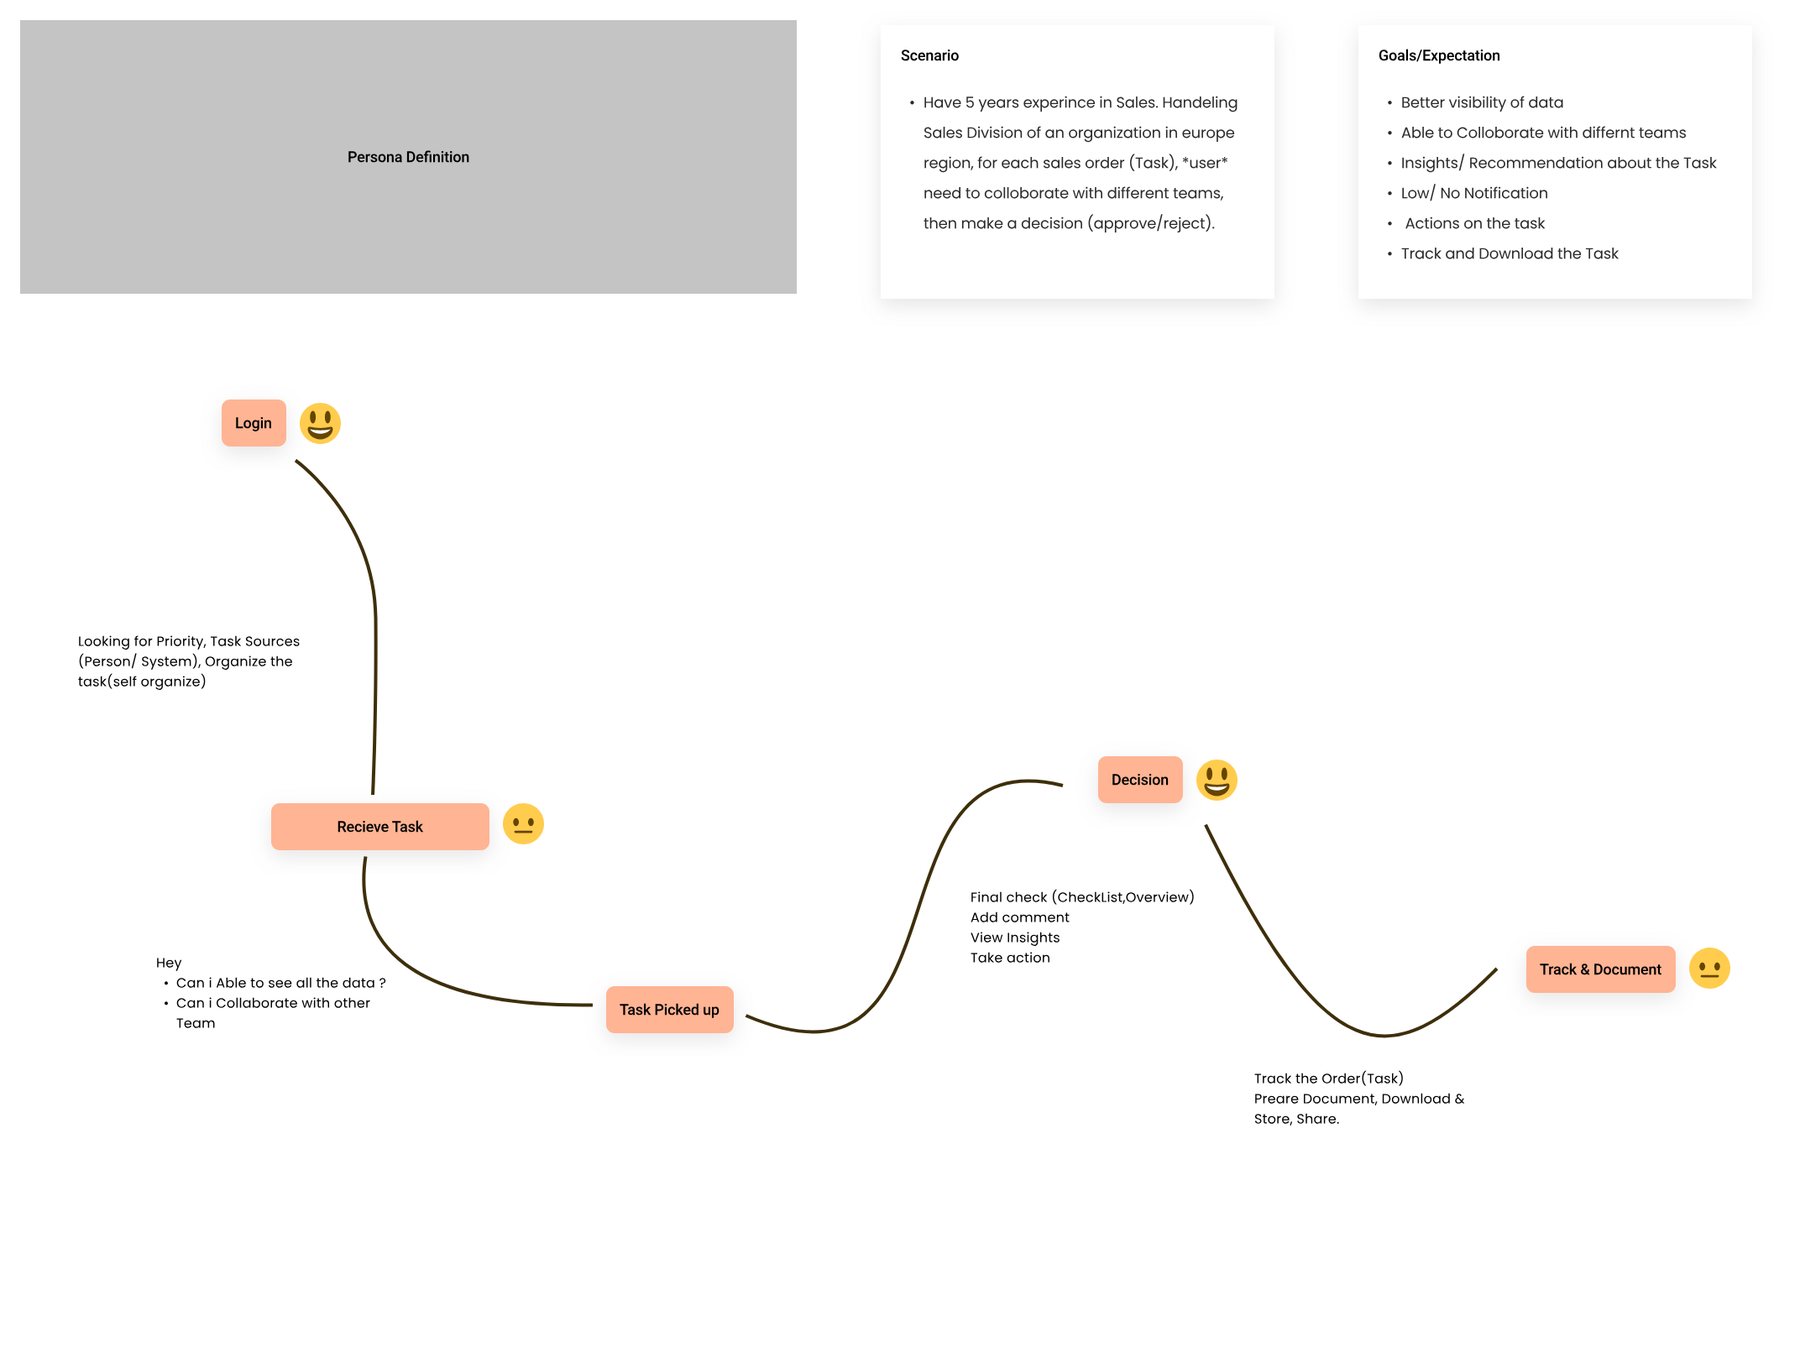 Persona Definition
Scenario
• Have 5 years experince in Sales. Handeling
Sales Division of an organization in europe
region, for each sales order (Task), *user*
need to colloborate with different teams,
then make a decision (approve/reject).
Goals/Expectation
• Better visibility of data
• Able to Colloborate with differnt teams
• Insights/ Recommendation about the Task
• Low/ No Notification
• Actions on the task
• Track and Download the Task
Login
Looking for Priority, Task Sources
(Person/ System), Organize the
task(self organize)
Recieve Task
Hey
• Can i Able to see all the data ?
• Can i Collaborate with other
Team
Task Picked up
Decision
Final check (CheckList,Overview)
Add comment
View Insights
Take action
Track & Document
Track the Order(Task)
Preare Document, Download &
Store, Share.